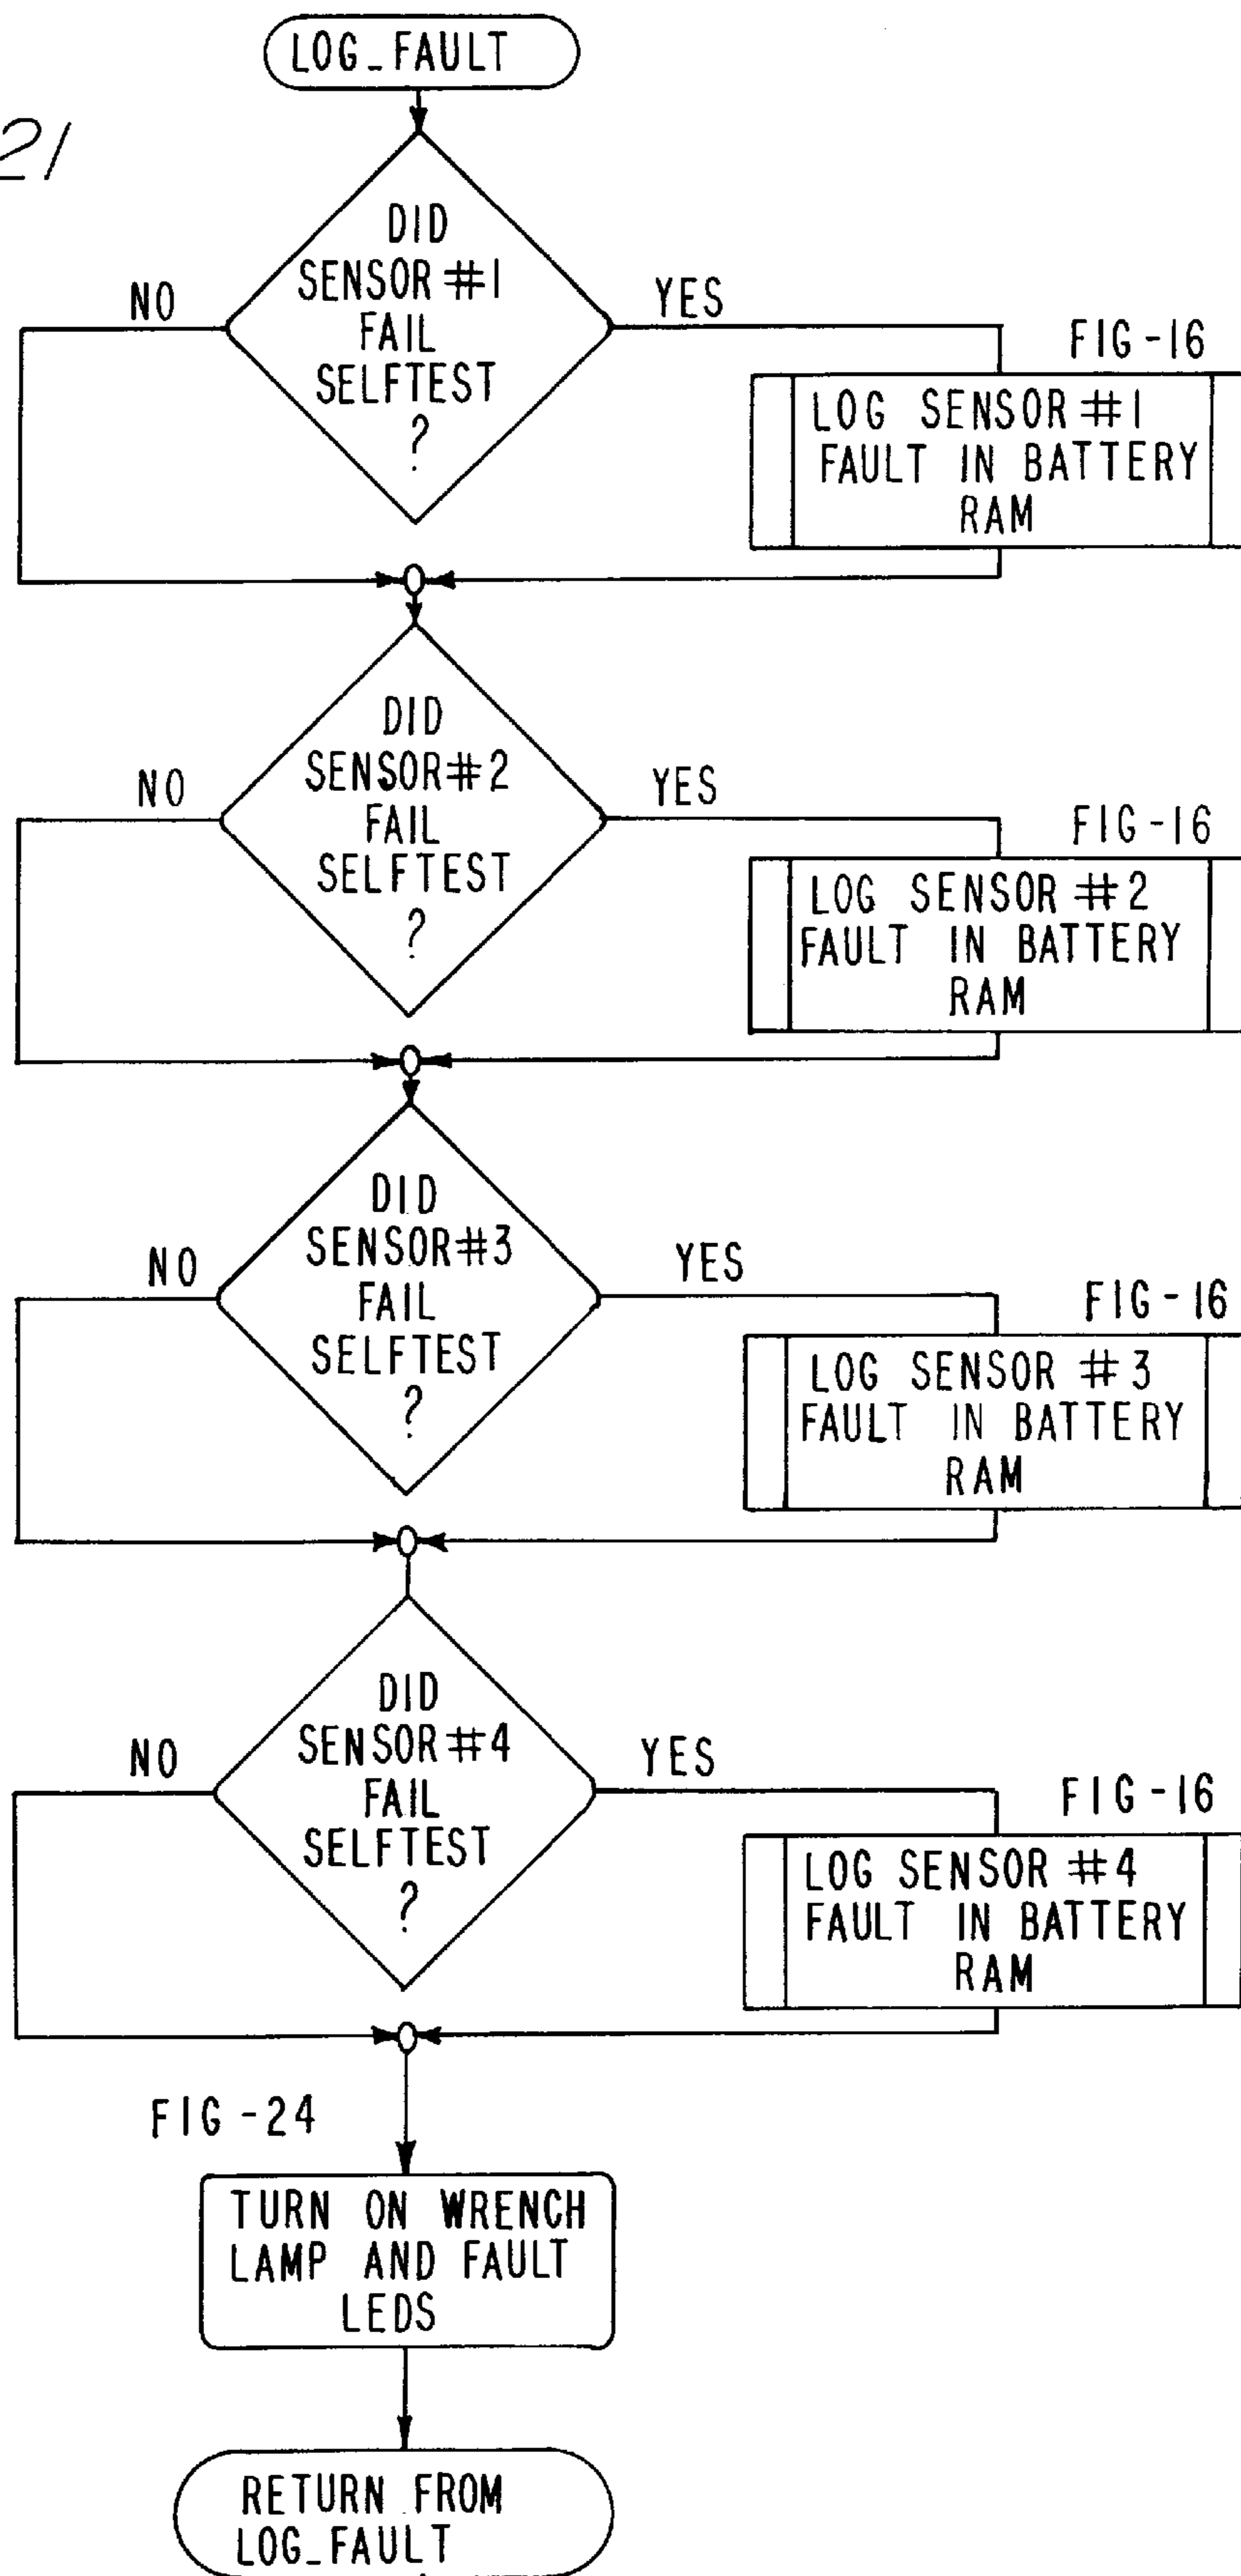 LOG_FAULT
21
DID
SENSOR #1
FAIL
SELFTEST
?
NO
YES
FIG-16
LOG SENSOR #1
FAULT IN BATTERY
RAM
DID
SENSOR #2
FAIL
SELFTEST
?
NO
YES
FIG-16
LOG SENSOR #2
FAULT IN BATTERY
RAM
DID
SENSOR #3
FAIL
SELFTEST
?
NO
YES
FIG-16
LOG SENSOR #3
FAULT IN BATTERY
RAM
DID
SENSOR #4
FAIL
SELFTEST
?
NO
YES
FIG-16
LOG SENSOR #4
FAULT IN BATTERY
RAM
FIG-24
TURN ON WRENCH
LAMP AND FAULT
LEDS
RETURN FROM
LOG_FAULT